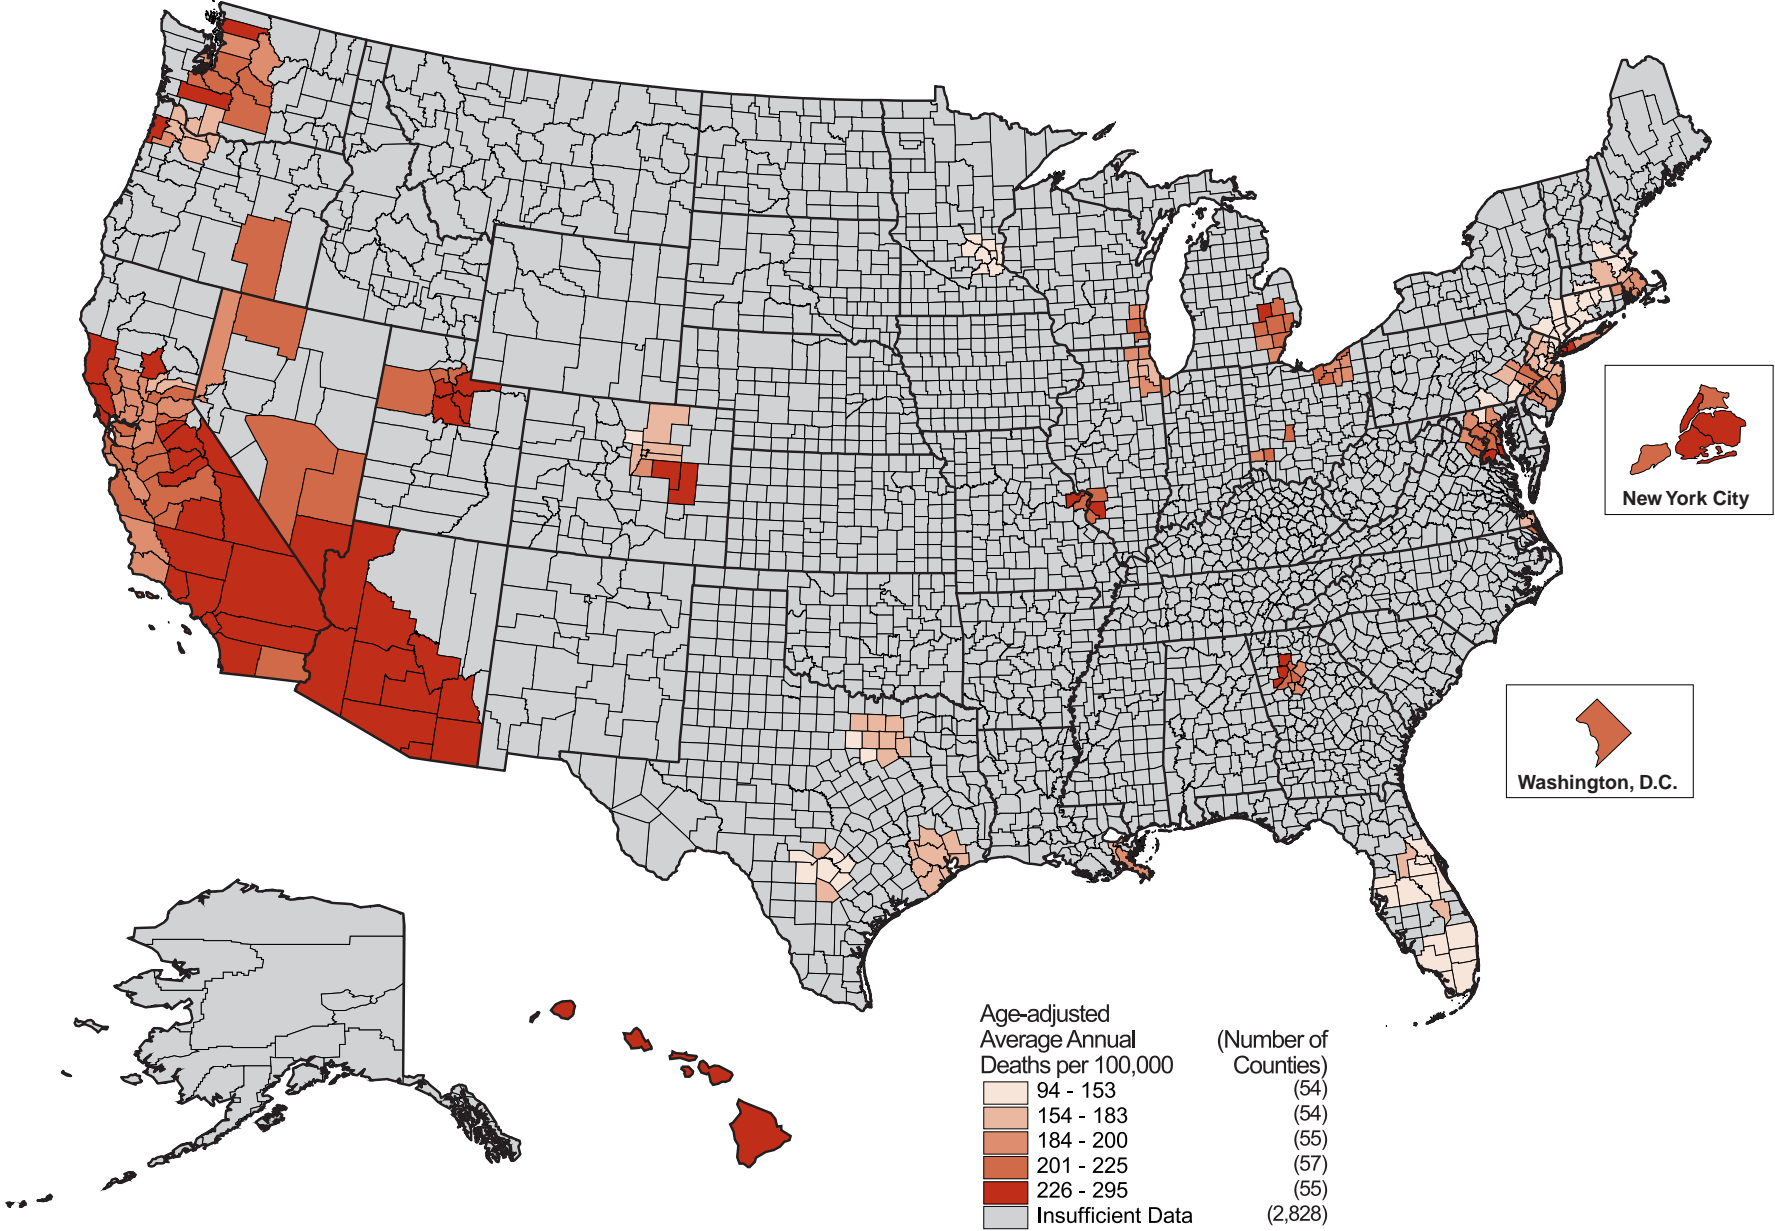 New York City
Washington, D.C.
Age-adjusted
Average Annual (Number of
Deaths per 100,000 Counties)
94 - 153 (54)
154 - 183 (54)
184 - 200 (55)
201 - 225 (57)
226 - 295 (55)
Insufficient Data (2,828)